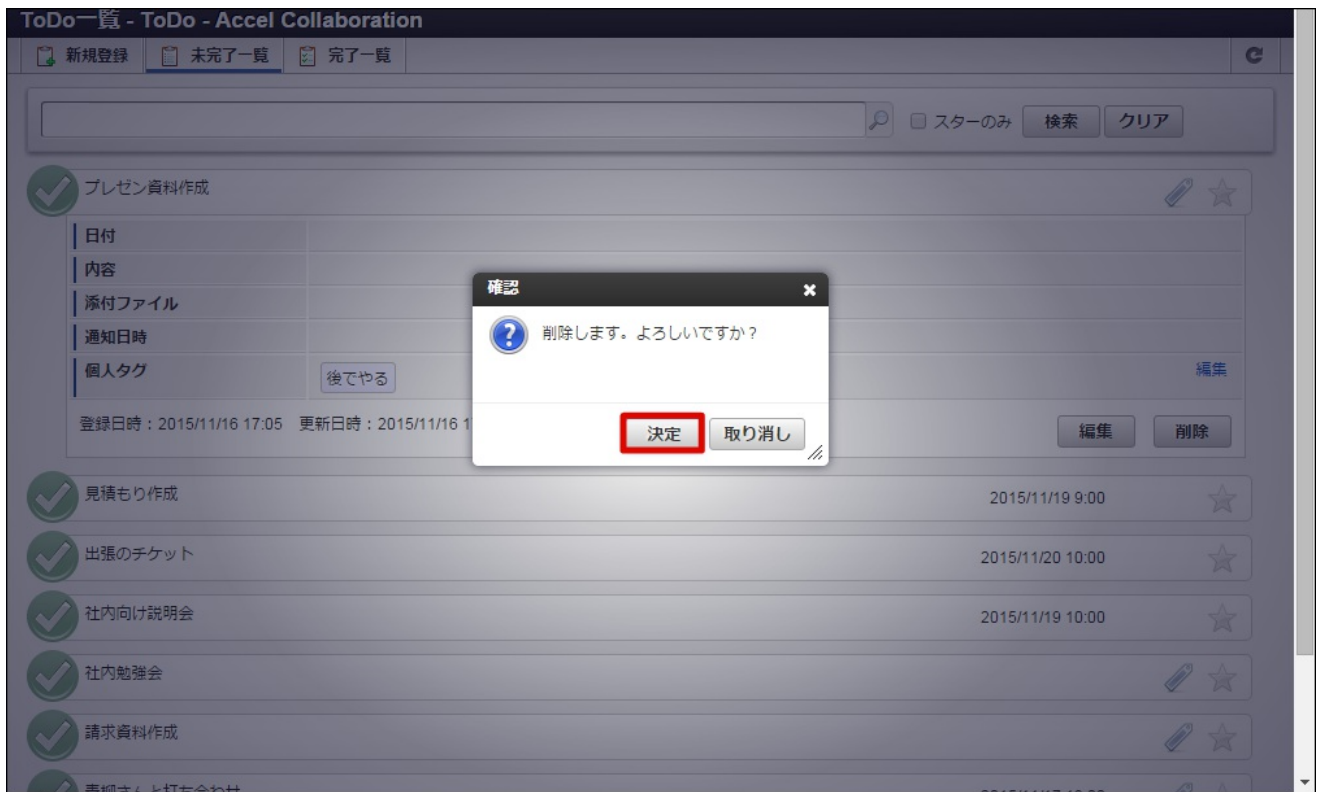 ToDo一覧 - ToDo - Accel Collaboration
新規登録 未完了一覧 完了一覧
スターのみ 検索 クリア
プレゼン資料作成
日付
内容
添付ファイル
通知日時
個人タグ 後でやる 編集
登録日時：2015/11/16 17:05 更新日時：2015/11/16 1
編集 削除
確認
削除します。よろしいですか？
決定 取り消し
見積もり作成 2015/11/19 9:00
出張のチケット 2015/11/20 10:00
社内向け説明会 2015/11/19 10:00
社内勉強会
請求資料作成